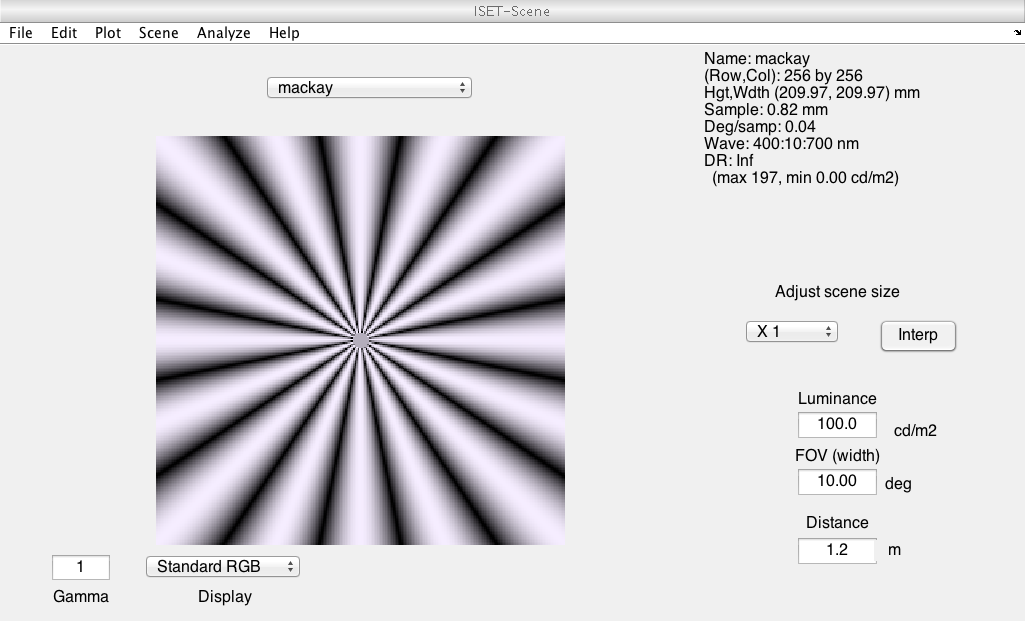 ISET-Scene
File Edit Plot Scene Analyze Help
mackay
Name: mackay
(Row,Col): 256 by 256
Hgt,Wdth (209.97, 209.97) mm
Sample: 0.82 mm
Deg/samp: 0.04
Wave: 400:10:700 nm
DR: Inf
(max 197, min 0.00 cd/m2)
Adjust scene size
X 1
Interp
Luminance
100.0 cd/m2
FOV (width)
10.00 deg
Distance
1.2 m
1
Gamma
Standard RGB
Display